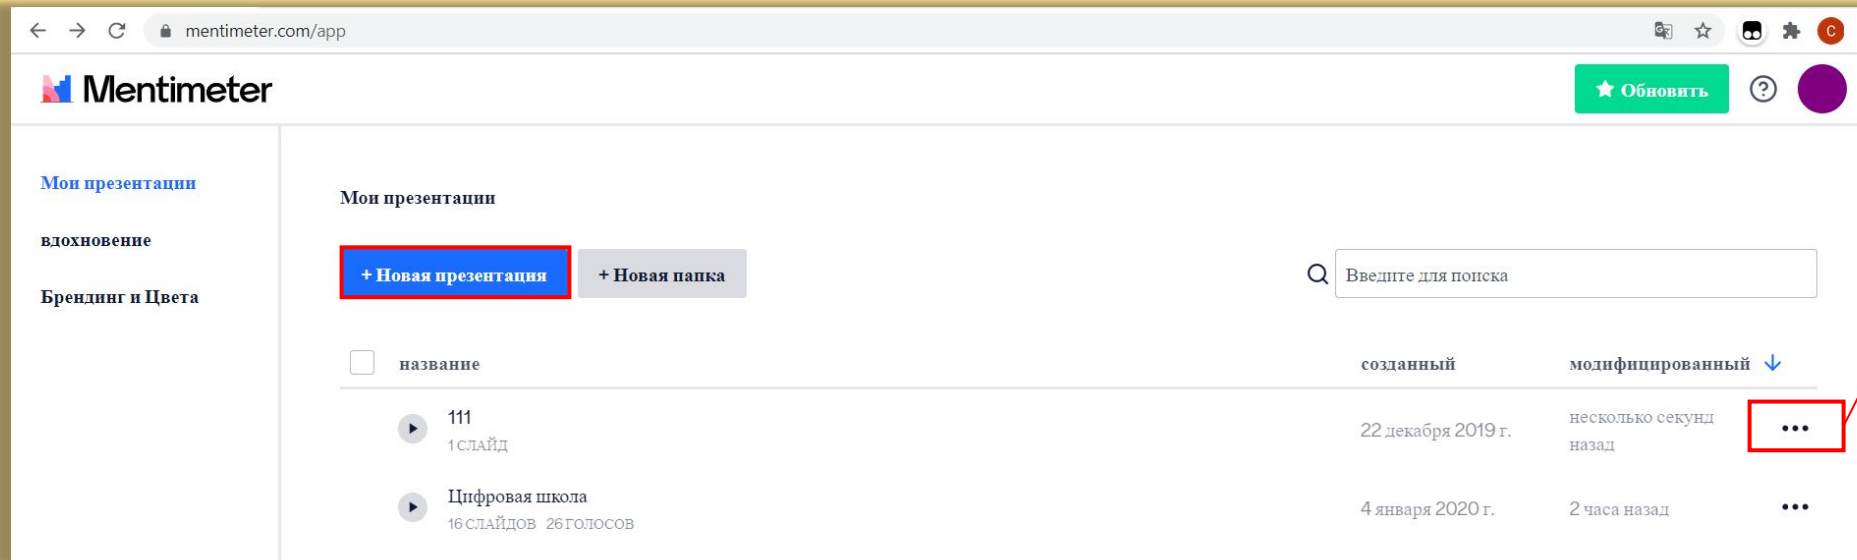 mentimeter.com/app
C
Mentimeter
★ Обновить
?
Мои презентации
вдохновение
Брендинг и Цвета
Мои презентации
+ Новая презентация
+ Новая папка
Введите для поиска
название
созданный
модифицированный
111
1 СЛАЙД
22 декабря 2019 г.
несколько секунд
назад
Цифровая школа
16 СЛАЙДОВ 26 ГОЛОСОВ
4 января 2020 г.
2 часа назад